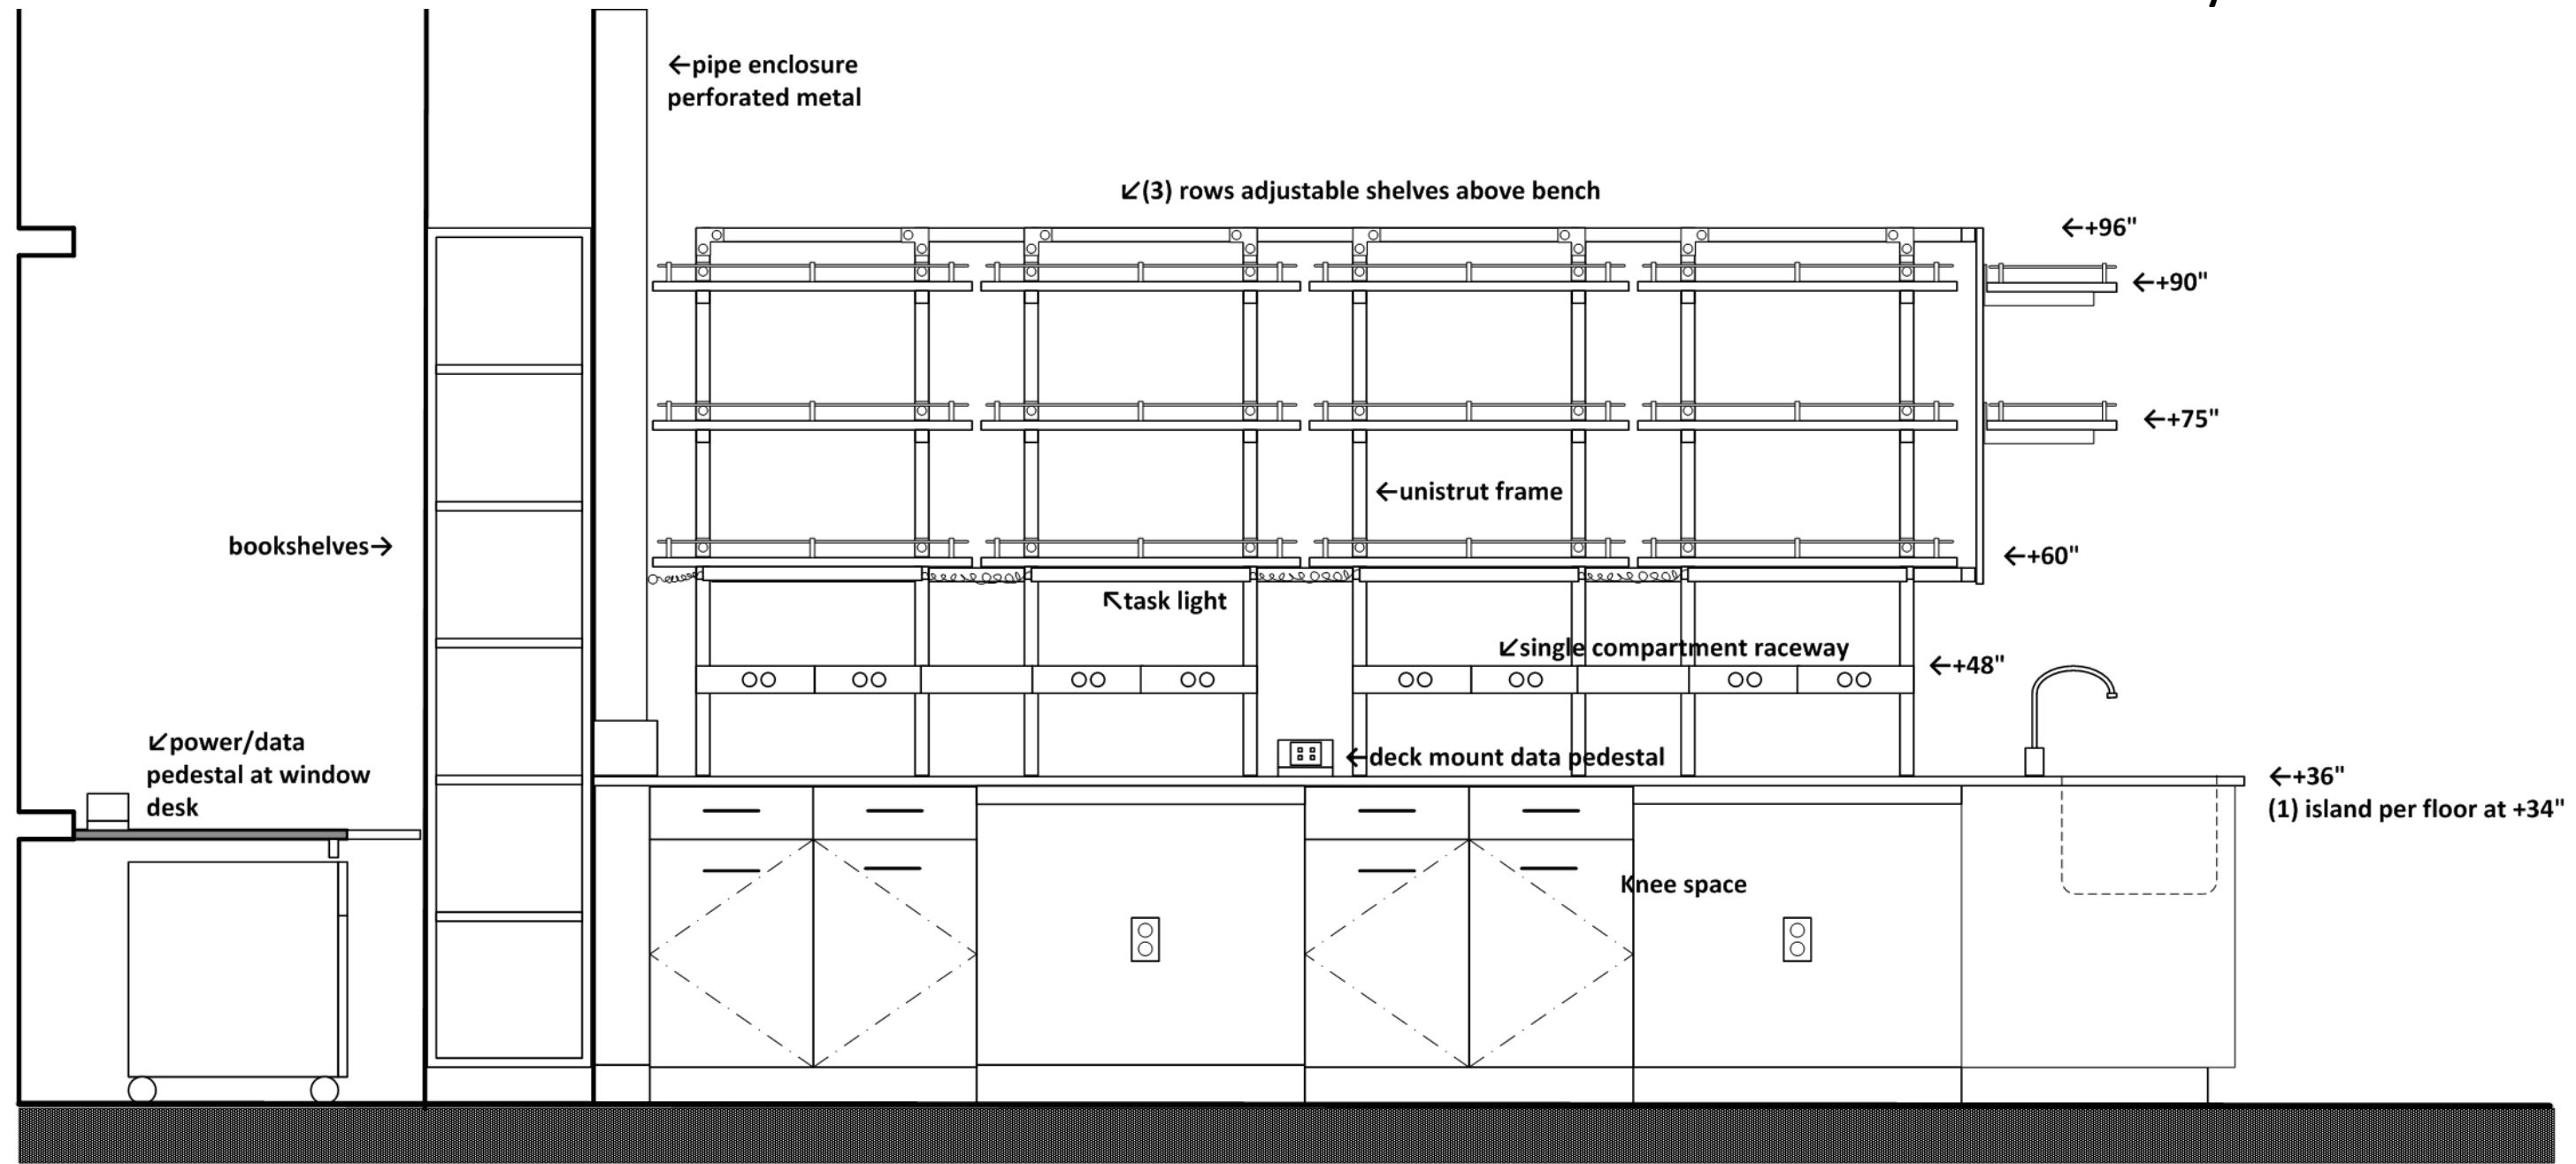 ←pipe enclosure
perforated metal
↙(3) rows adjustable shelves above bench
←+96"
←+90"
←+75"
←unistrut frame
bookshelves→
←+60"
↖task light
↙single compartment raceway
←+48"
↙power/data
pedestal at window
desk
←deck mount data pedestal
←+36"
(1) island per floor at +34"
Knee space